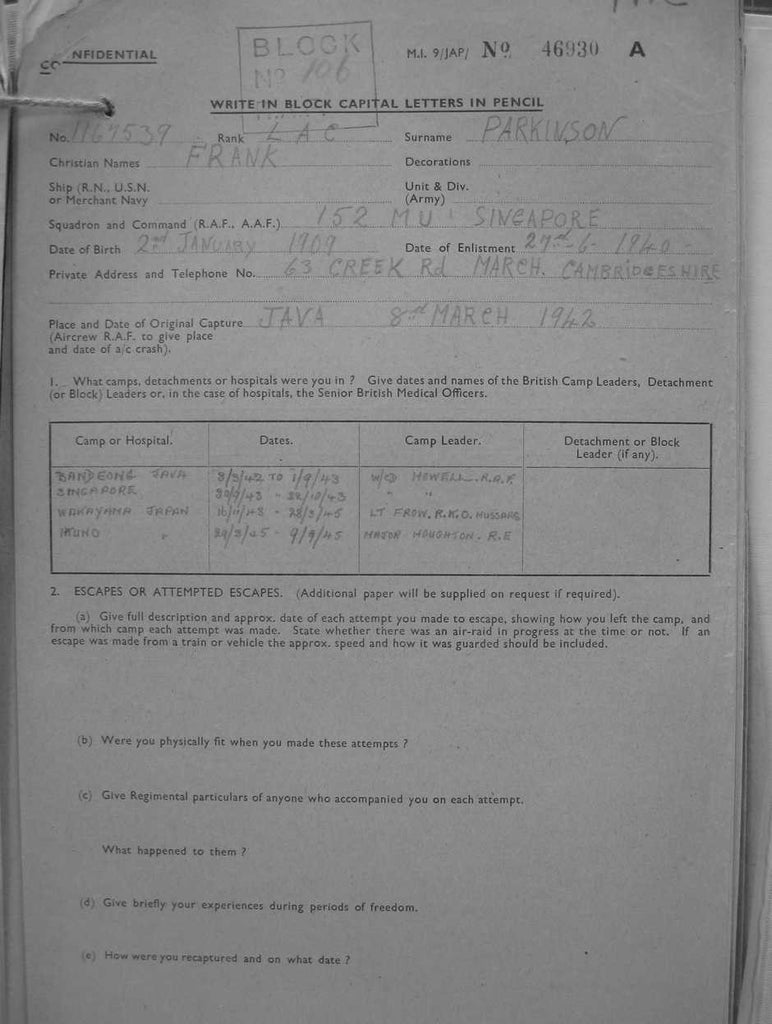 CONFIDENTIAL
BLOCK
Nº 106
M.I. 9/JAP/ Nº 46930 A
WRITE IN BLOCK CAPITAL LETTERS IN PENCIL
No. 1167539 Rank LAC Surname PARKINSON
Christian Names FRANK Decorations
Ship (R.N., U.S.N. Unit & Div.
or Merchant Navy (Army)
Squadron and Command (R.A.F., A.A.F.) 152 MU SINGAPORE
Date of Birth 2nd JANUARY 1909 Date of Enlistment 27th-6-1940
Private Address and Telephone No. 63 CREEK Rd MARCH. CAMBRIDGESHIRE
Place and Date of Original Capture JAVA 8th MARCH 1942
(Aircrew R.A.F. to give place
and date of a/c crash).
1. What camps, detachments or hospitals were you in ? Give dates and names of the British Camp Leaders, Detachment
(or Block) Leaders or, in the case of hospitals, the Senior British Medical Officers.
Camp or Hospital. Dates. Camp Leader. Detachment or Block
Leader (if any).
BANDEONG JAVA 8/3/42 TO 1/9/43 W/CD HOWELL. R.A.F
SINGAPORE 30/9/43 - 22/10/43 " "
WAKAYAMA JAPAN 16/11/43 - 28/3/45 LT FROW. R.K.O. HUSSARS
IKUNO " 29/3/45 - 9/9/45 MAJOR HOUGHTON. R.E
2. ESCAPES OR ATTEMPTED ESCAPES. (Additional paper will be supplied on request if required).
(a) Give full description and approx. date of each attempt you made to escape, showing how you left the camp, and
from which camp each attempt was made. State whether there was an air-raid in progress at the time or not. If an
escape was made from a train or vehicle the approx. speed and how it was guarded should be included.
(b) Were you physically fit when you made these attempts ?
(c) Give Regimental particulars of anyone who accompanied you on each attempt.
What happened to them ?
(d) Give briefly your experiences during periods of freedom.
(e) How were you recaptured and on what date ?